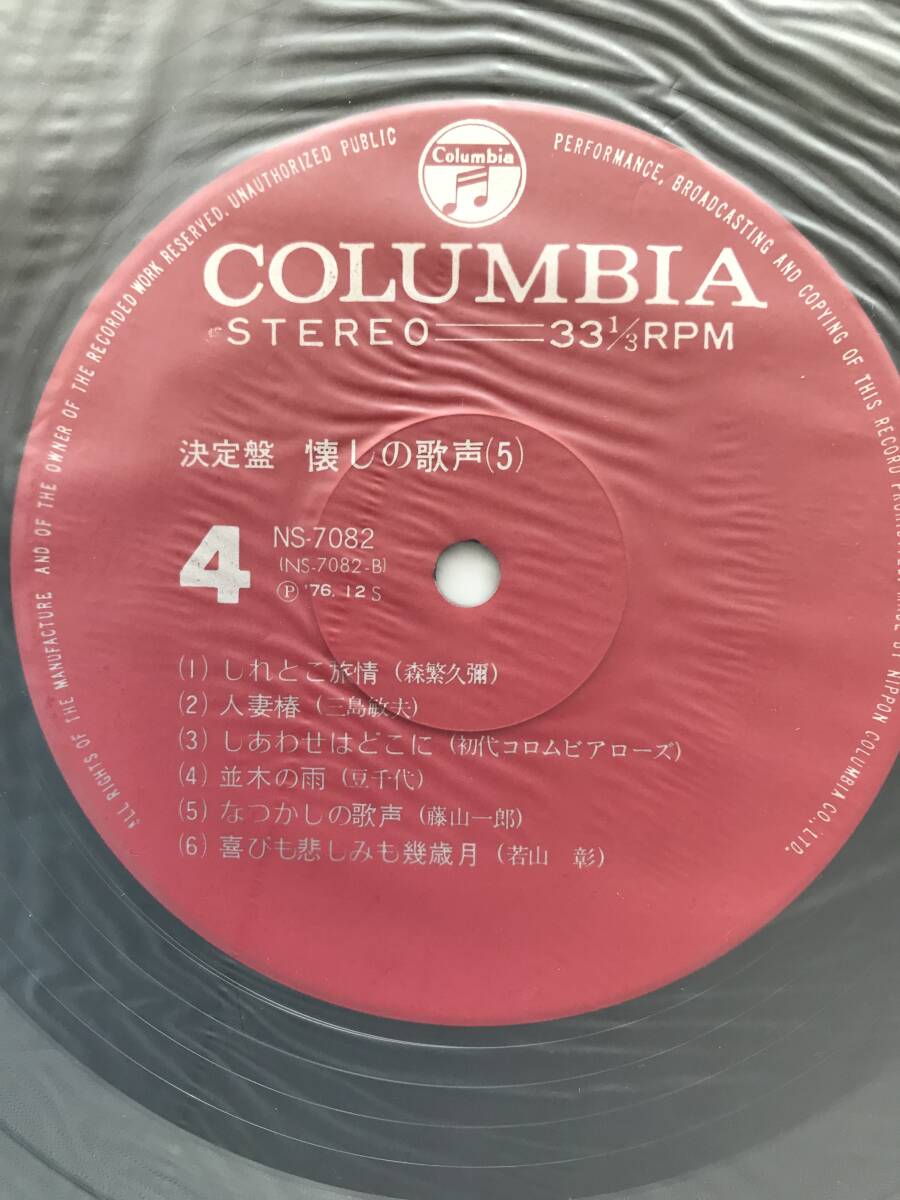 Columbia
COLUMBIA
STEREO 33 1/3 RPM
決定盤 懐しの歌声(5)
4
NS-7082
(NS-7082-B)
Ⓟ '76. 12 S
(1) しれとこ旅情 (森繁久彌)
(2) 人妻椿 (三島敏夫)
(3) しあわせはどこに (初代コロムビアローズ)
(4) 並木の雨 (豆千代)
(5) なつかしの歌声 (藤山一郎)
(6) 喜びも悲しみも幾歳月 (若山 彰)
ALL RIGHTS OF THE MANUFACTURE AND OF THE OWNER OF THE RECORDED WORK RESERVED. UNAUTHORIZED PUBLIC PERFORMANCE, BROADCASTING AND COPYING OF THIS RECORD OF NIPPON COLUMBIA CO., LTD.